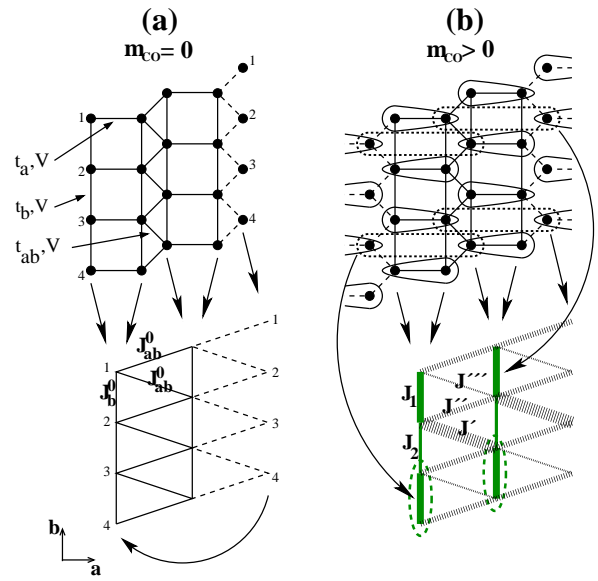 (a)
m_CO = 0
1
1
2
2
3
3
4
4
t_a,V
t_b,V
t_ab,V
J^0_ab
J^0_ab
J^0_b
1
1
2
2
3
3
4
4
b
a
(b)
m_CO > 0
J_1
J_2
J′′′
J′′
J′